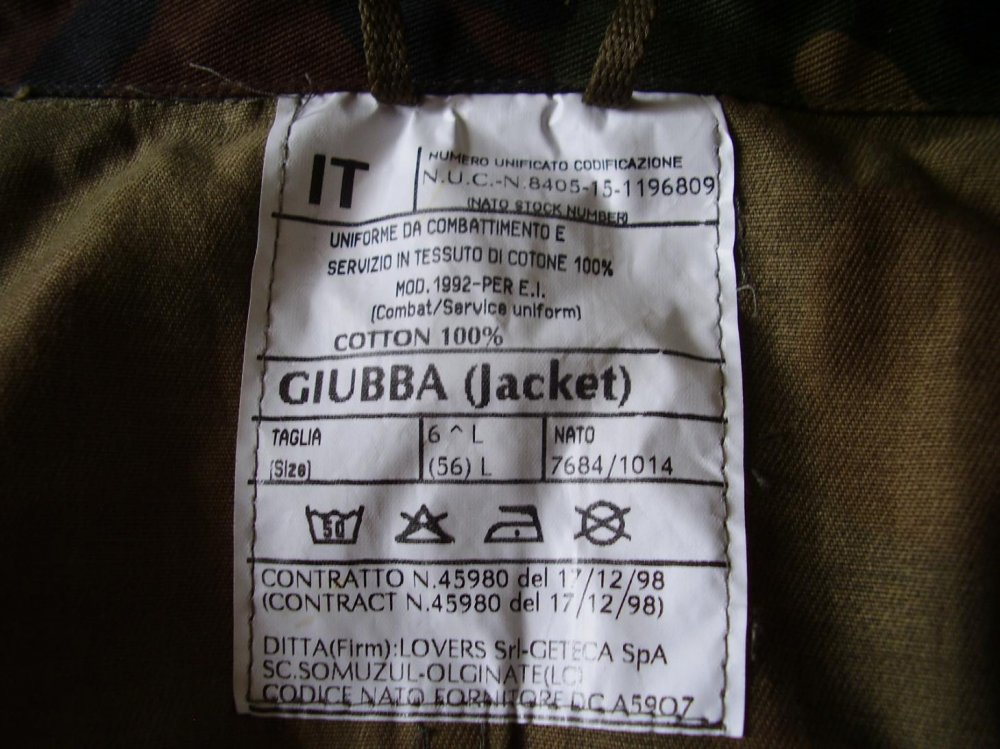 IT
NUMERO UNIFICATO CODIFICAZIONE
N.U.C.-N.8405-15-1196809
(NATO STOCK NUMBER)
UNIFORME DA COMBATTIMENTO E
SERVIZIO IN TESSUTO DI COTONE 100%
MOD.1992-PER E.I.
(Combat/Service uniform)
COTTON 100%
GIUBBA (Jacket)
TAGLIA
(Size)
6 ^ L
(56) L
NATO
7684/1014
50
CONTRATTO N.45980 del 17/12/98
(CONTRACT N.45980 del 17/12/98)
DITTA(Firm):LOVERS Srl-GETECA SpA
SC.SOMUZUL-OLGINATE(LC)
CODICE NATO FORNITORE DC A5907